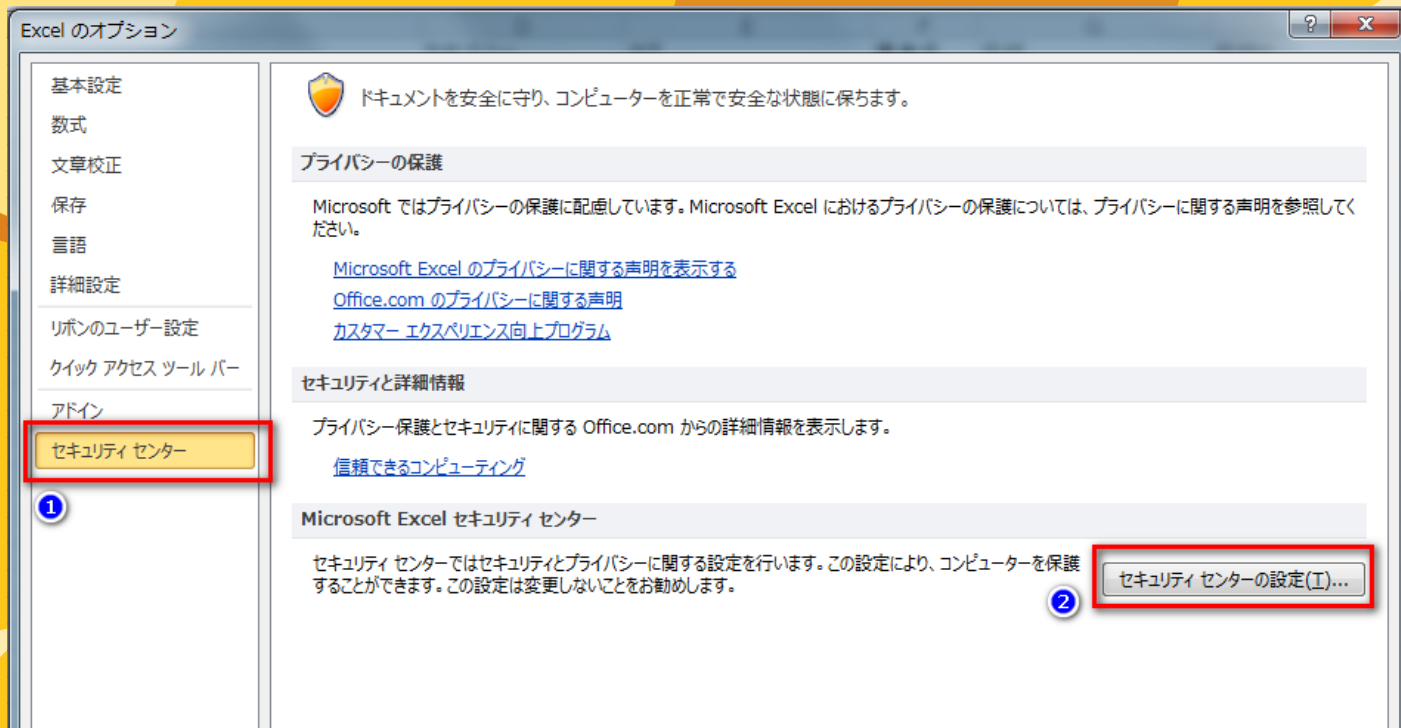 Excel のオプション
基本設定
数式
文章校正
保存
言語
詳細設定
リボンのユーザー設定
クイック アクセス ツール バー
アドイン
セキュリティ センター
1
ドキュメントを安全に守り、コンピューターを正常で安全な状態に保ちます。
プライバシーの保護
Microsoft ではプライバシーの保護に配慮しています。Microsoft Excel におけるプライバシーの保護については、プライバシーに関する声明を参照してく
ださい。
Microsoft Excel のプライバシーに関する声明を表示する
Office.com のプライバシーに関する声明
カスタマー エクスペリエンス向上プログラム
セキュリティと詳細情報
プライバシー保護とセキュリティに関する Office.com からの詳細情報を表示します。
信頼できるコンピューティング
Microsoft Excel セキュリティ センター
セキュリティ センターではセキュリティとプライバシーに関する設定を行います。この設定により、コンピューターを保護
することができます。この設定は変更しないことをお勧めします。
2
セキュリティ センターの設定(T)...